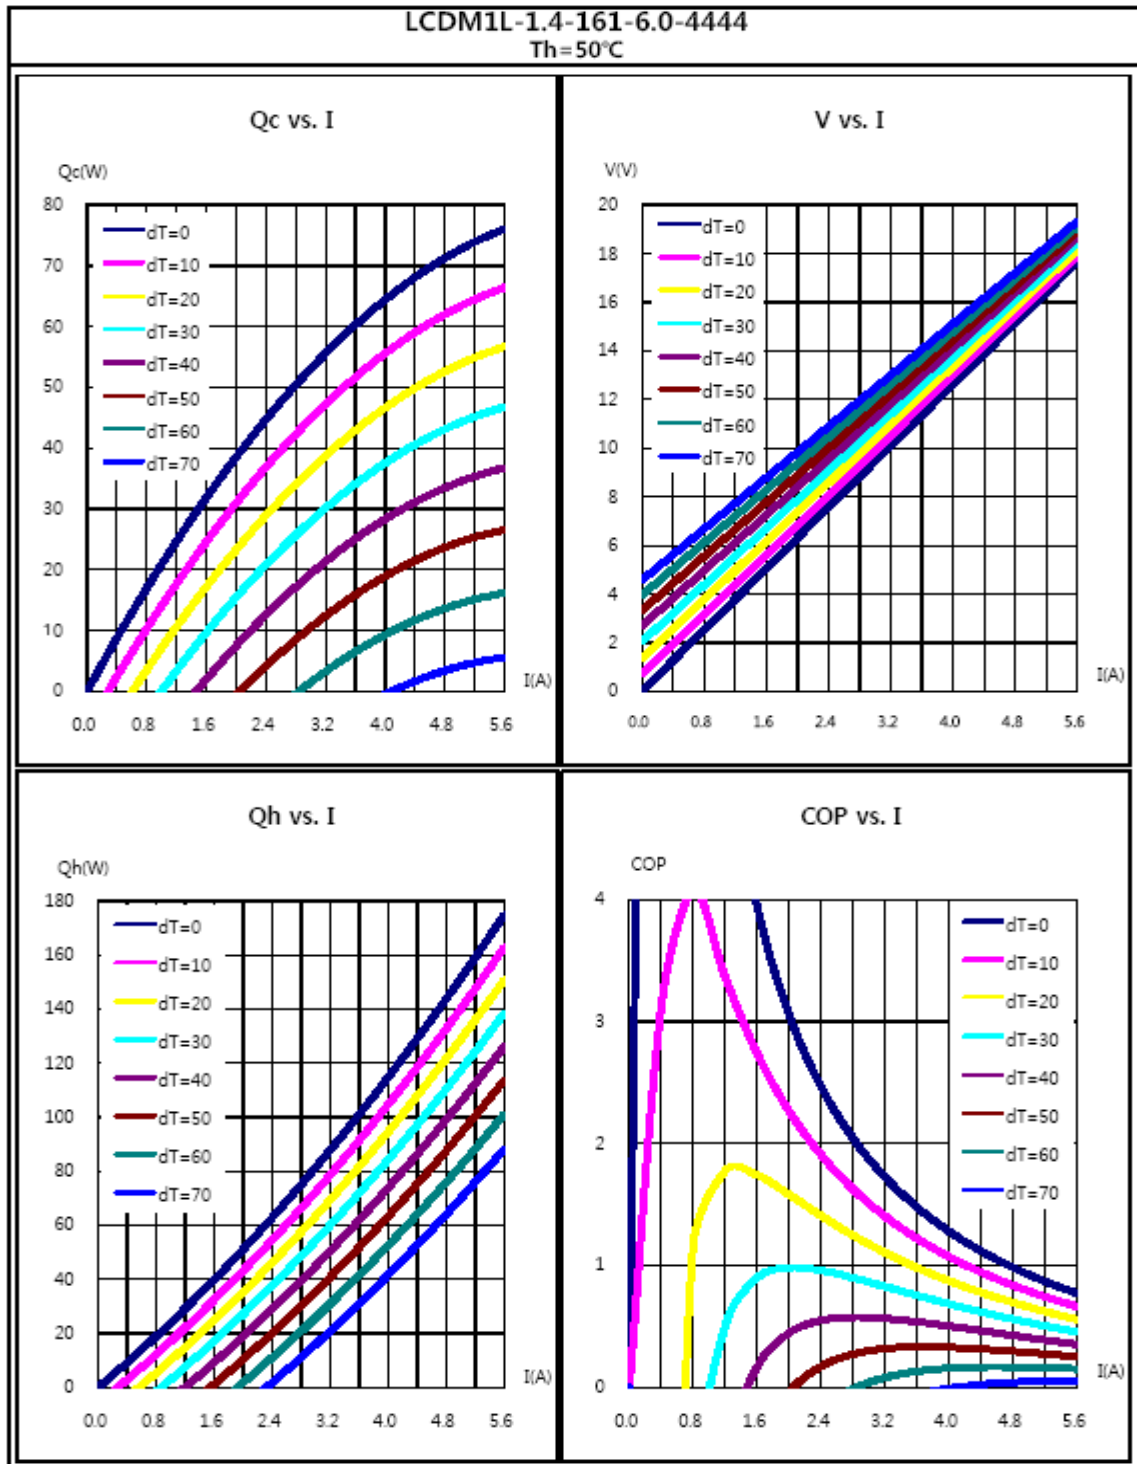 LCDM1L-1.4-161-6.0-4444
Th=50℃
Qc vs. I
Qc(W)
80
70
60
50
40
30
20
10
0
dT=0
dT=10
dT=20
dT=30
dT=40
dT=50
dT=60
dT=70
I(A)
0.0 0.8 1.6 2.4 3.2 4.0 5.6
V vs. I
V(V)
20
18
16
14
12
10
8
6
4
2
0
dT=0
dT=10
dT=20
dT=30
dT=40
dT=50
dT=60
dT=70
I(A)
0.0 0.8 1.6 2.4 3.2 4.0 4.8 5.6
Qh vs. I
Qh(W)
180
160
140
120
100
80
60
40
20
0
dT=0
dT=10
dT=20
dT=30
dT=40
dT=50
dT=60
dT=70
I(A)
0.0 0.8 1.6 2.4 3.2 4.0 4.8 5.6
COP vs. I
COP
4
3
2
1
0
dT=0
dT=10
dT=20
dT=30
dT=40
dT=50
dT=60
dT=70
I(A)
0.0 0.8 1.6 2.4 3.2 4.0 4.8 5.6